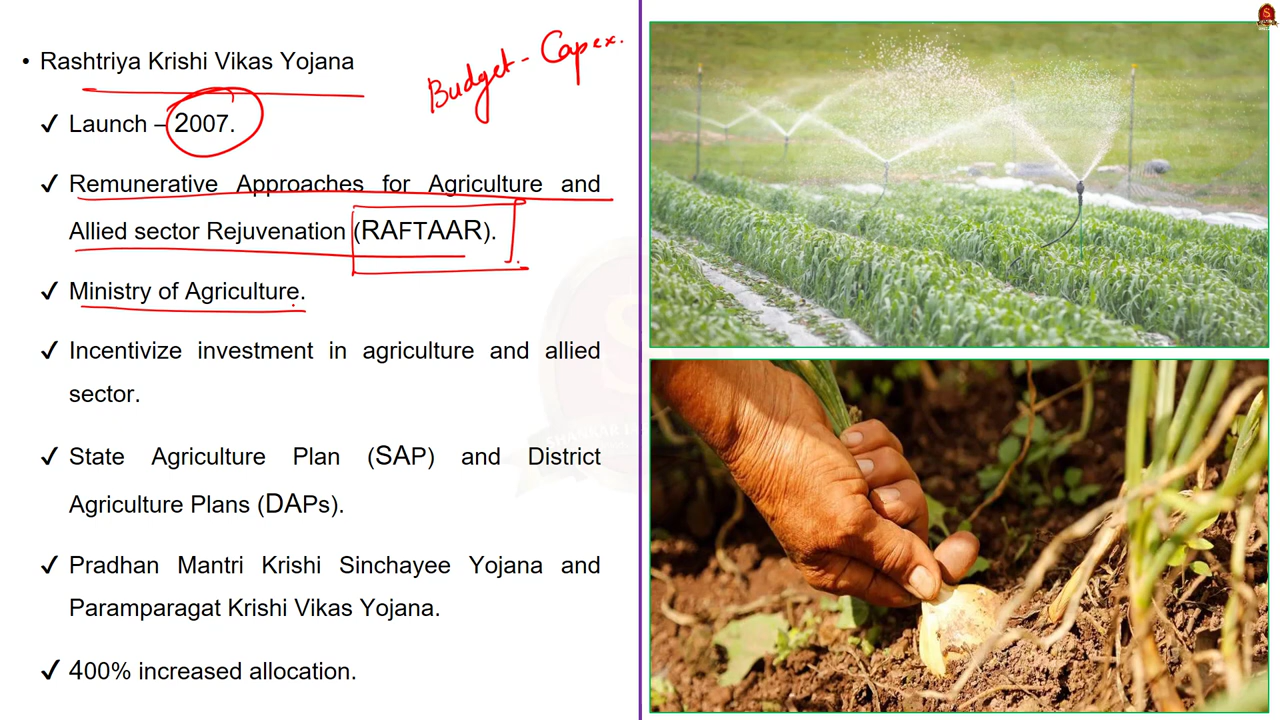 • Rashtriya Krishi Vikas Yojana
Budget - Capex.
✓ Launch – 2007.
✓ Remunerative Approaches for Agriculture and
Allied sector Rejuvenation (RAFTAAR).
✓ Ministry of Agriculture.
✓ Incentivize investment in agriculture and allied
sector.
✓ State Agriculture Plan (SAP) and District
Agriculture Plans (DAPs).
✓ Pradhan Mantri Krishi Sinchayee Yojana and
Paramparagat Krishi Vikas Yojana.
✓ 400% increased allocation.